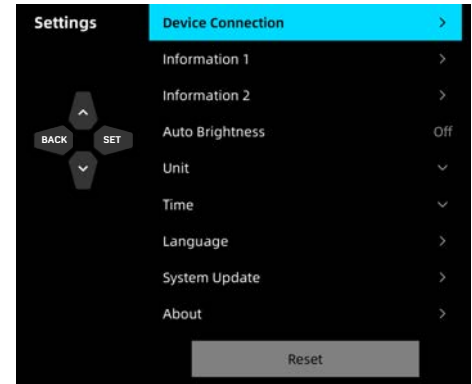 Settings
Device Connection
Information 1
Information 2
Auto Brightness Off
BACK SET
Unit
Time
Language
System Update
About
Reset